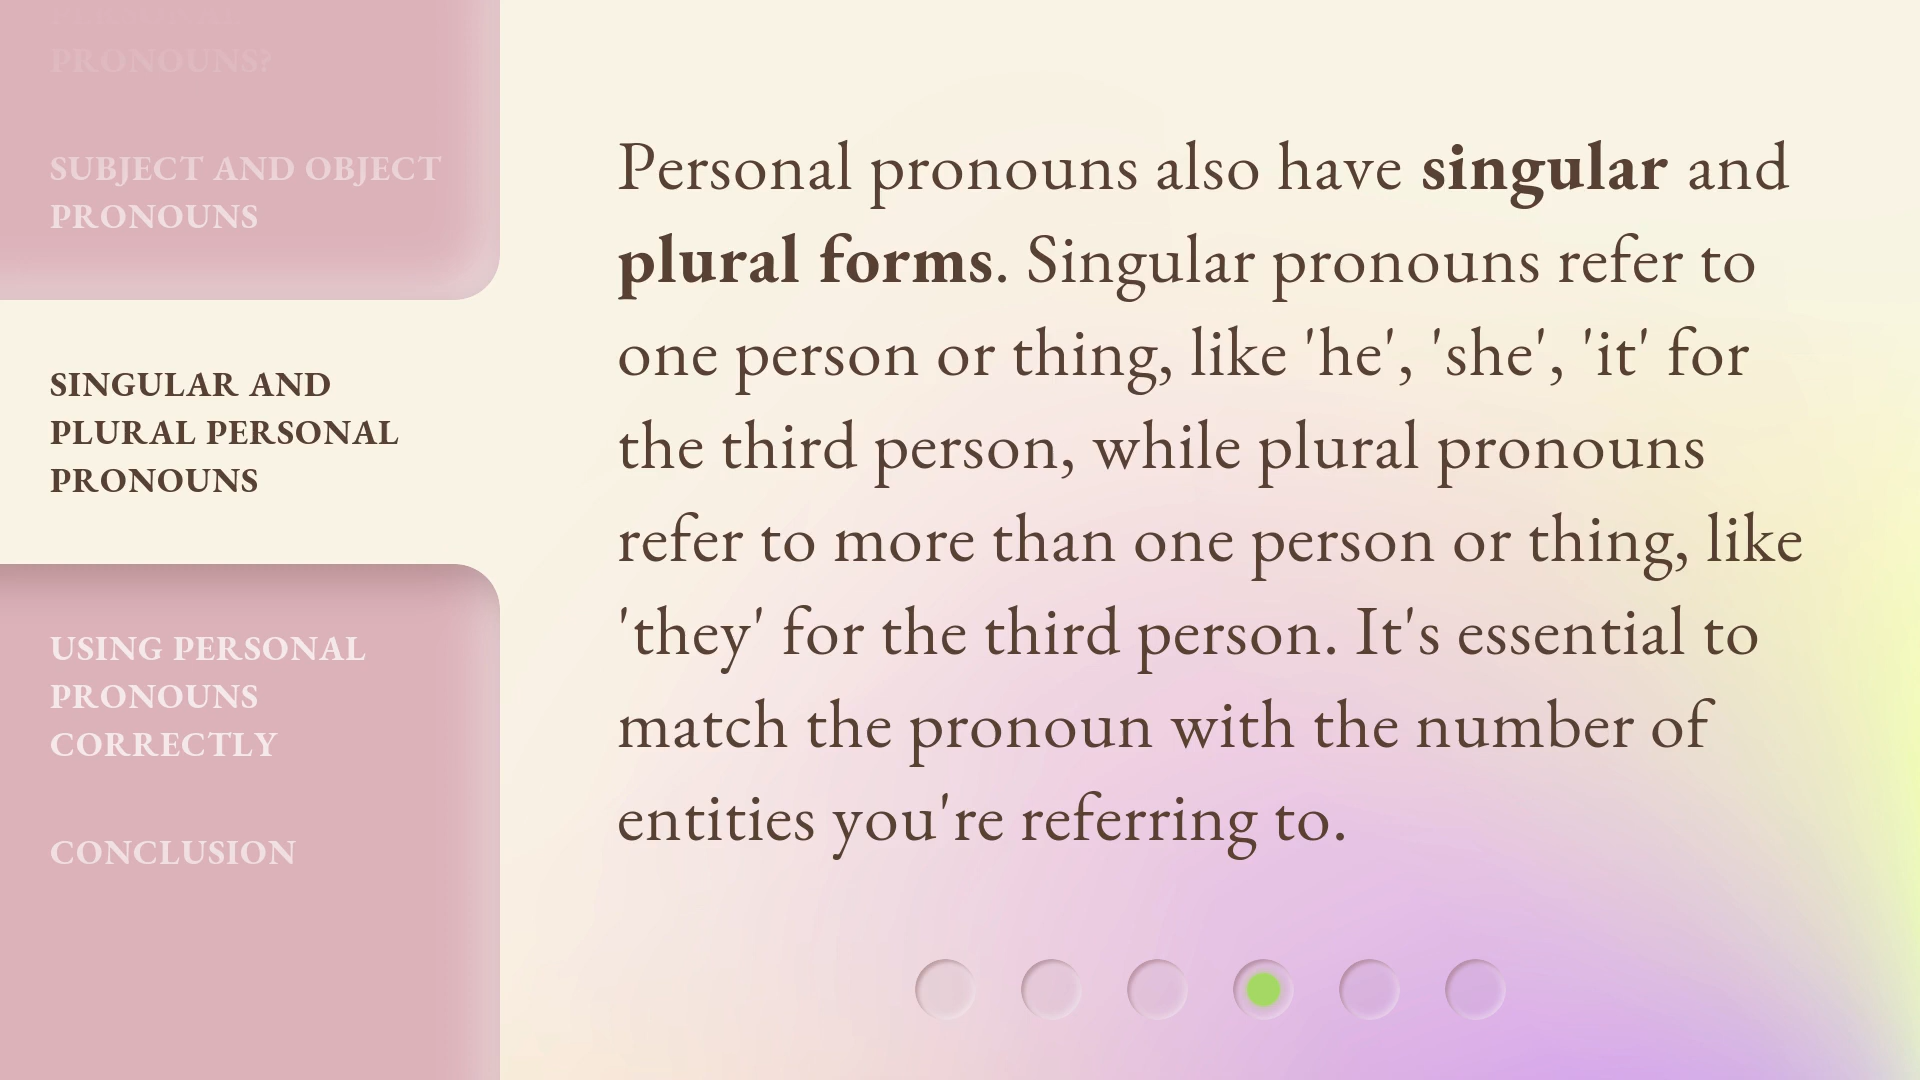 PRONOUNS?
SUBJECT AND OBJECT
PRONOUNS
SINGULAR AND
PLURAL PERSONAL
PRONOUNS
USING PERSONAL
PRONOUNS
CORRECTLY
CONCLUSION
Personal pronouns also have singular and
plural forms. Singular pronouns refer to
one person or thing, like 'he', 'she', 'it' for
the third person, while plural pronouns
refer to more than one person or thing, like
'they' for the third person. It's essential to
match the pronoun with the number of
entities you're referring to.